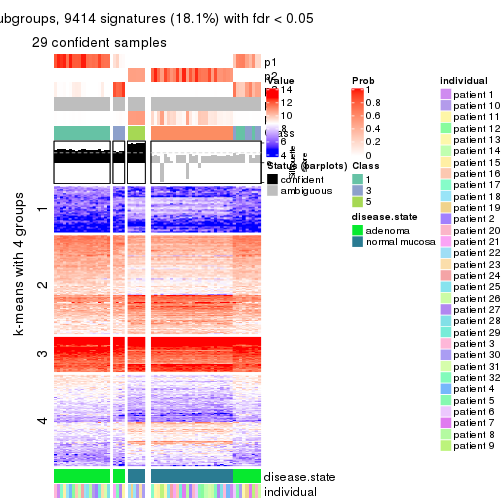 ubgroups, 9414 signatures (18.1%) with fdr < 0.05
29 confident samples
p1
p2
Value
14
12
10
8
6
4
Prob
1
0.8
0.6
0.4
0.2
0
individual
patient 1
patient 10
patient 11
patient 12
patient 13
patient 14
patient 15
patient 16
patient 17
patient 18
patient 19
patient 2
patient 20
patient 21
patient 22
patient 23
patient 24
patient 25
patient 26
patient 27
patient 28
patient 29
patient 3
patient 30
patient 31
patient 32
patient 4
patient 5
patient 6
patient 7
patient 8
patient 9
Silhouette
score
Status (barplots)
confident
ambiguous
Class
1
3
5
disease.state
adenoma
normal mucosa
k-means with 4 groups
1
2
3
4
disease.state
individual